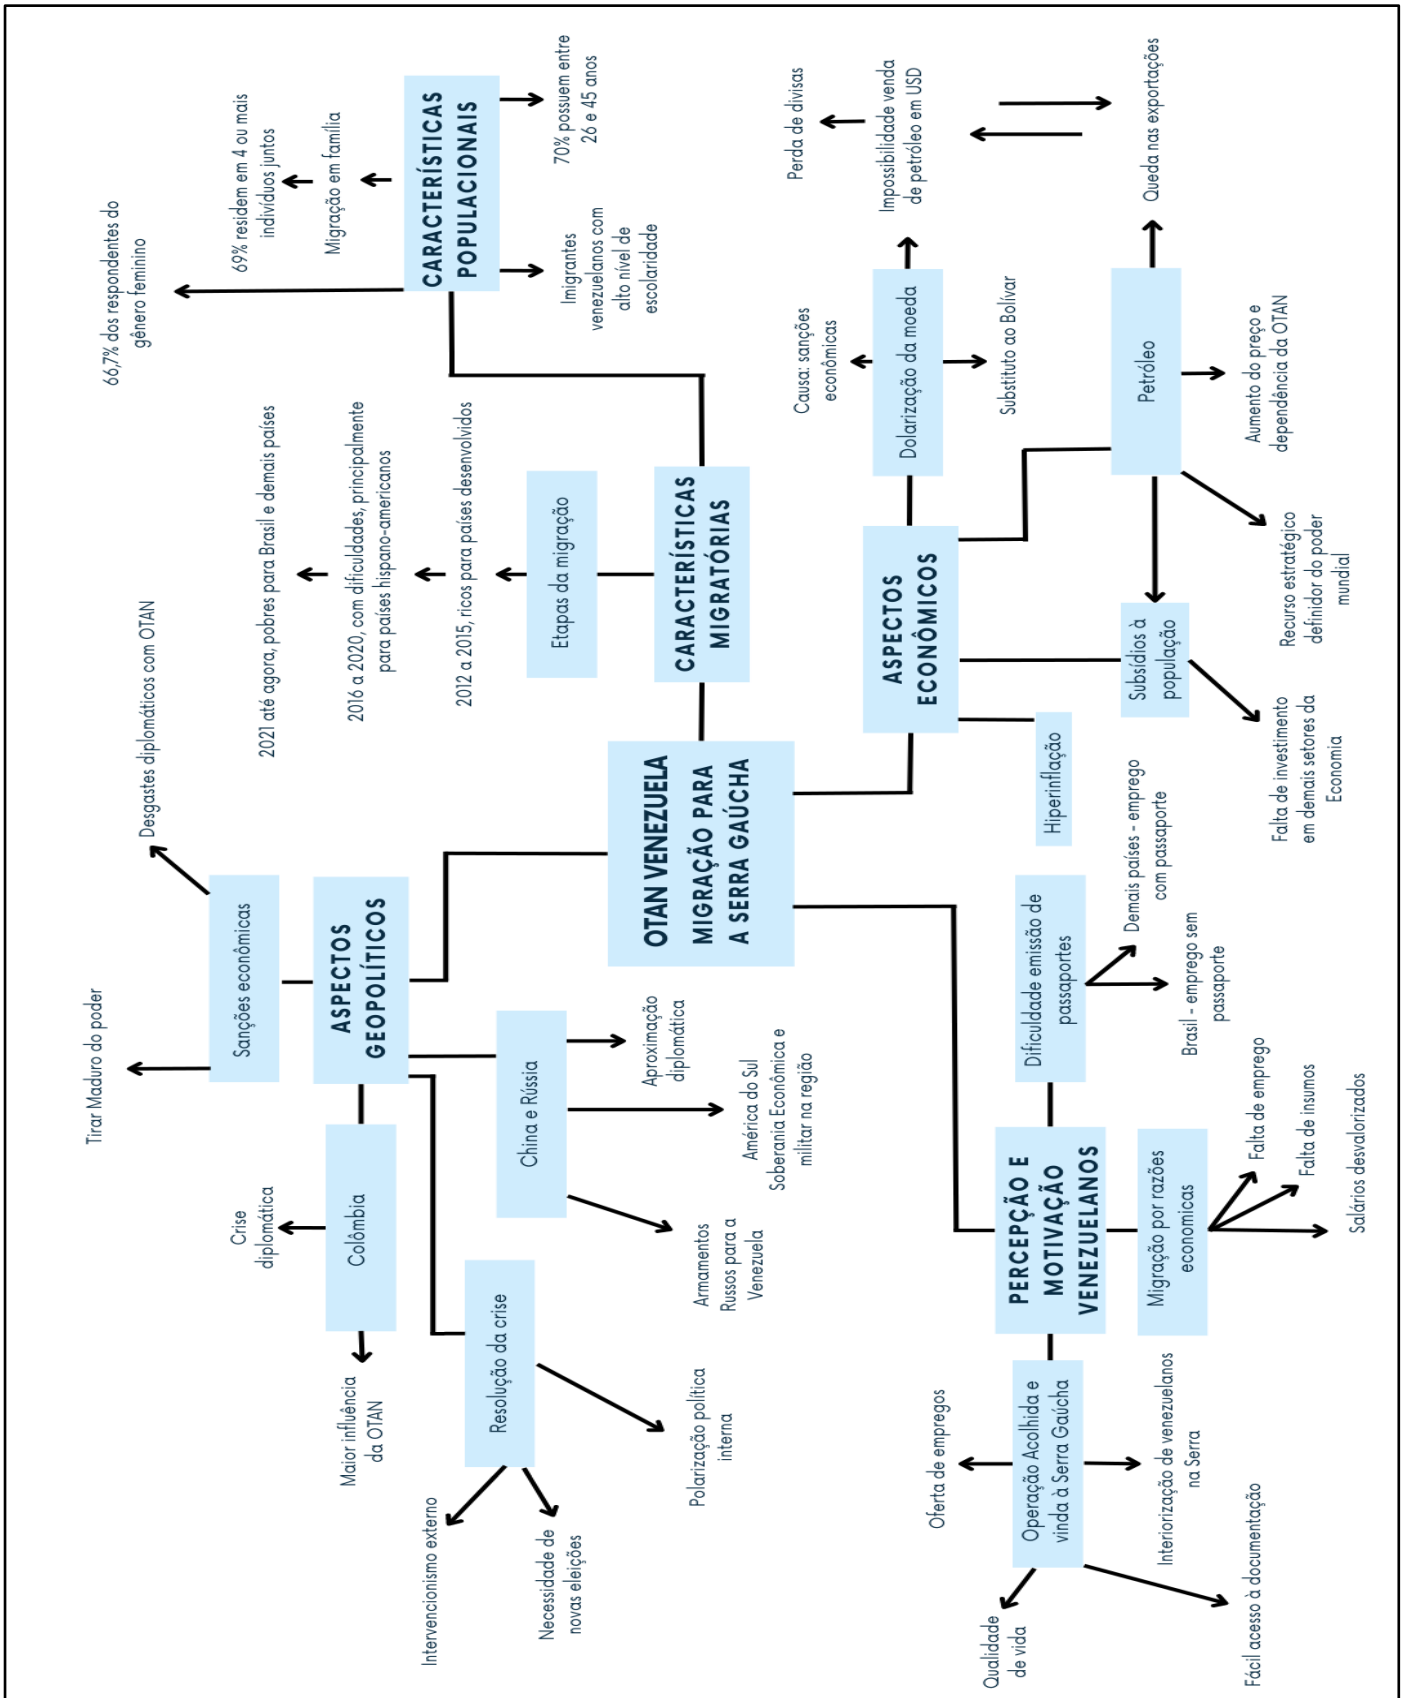 Tirar Maduro do poder
Desgastes diplomáticos com OTAN
Sanções econômicas
ASPECTOS
GEOPOLÍTICOS
Crise
diplomática
Colômbia
Maior influência
da OTAN
China e Rússia
Aproximação
diplomática
América do Sul
Soberania Econômica e
militar na região
Armamentos
Russos para a
Venezuela
Resolução da crise
Intervencionismo externo
Necessidade de
novas eleições
Polarização política
interna
OTAN VENEZUELA
MIGRAÇÃO PARA
A SERRA GAÚCHA
CARACTERÍSTICAS
MIGRATÓRIAS
Etapas da migração
2021 até agora, pobres para Brasil e demais países
2016 a 2020, com dificuldades, principalmente
para países hispano-americanos
2012 a 2015, ricos para países desenvolvidos
CARACTERÍSTICAS
POPULACIONAIS
66,7% dos respondentes do
gênero feminino
69% residem em 4 ou mais
indivíduos juntos
Migração em família
70% possuem entre
26 e 45 anos
Imigrantes
venezuelanos com
alto nível de
escolaridade
ASPECTOS
ECONÔMICOS
Dolarização da moeda
Causa: sanções
econômicas
Substituto ao Bolívar
Perda de divisas
Impossibilidade venda
de petróleo em USD
Queda nas exportações
Petróleo
Aumento do preço e
dependência da OTAN
Recurso estratégico
definidor do poder
mundial
Subsídios à
população
Falta de investimento
em demais setores da
Economia
Hiperinflação
PERCEPÇÃO E
MOTIVAÇÃO
VENEZUELANOS
Dificuldade emissão de
passaportes
Demais países - emprego
com passaporte
Brasil - emprego sem
passaporte
Migração por razões
economicas
Falta de emprego
Falta de insumos
Salários desvalorizados
Operação Acolhida e
vinda à Serra Gaúcha
Oferta de empregos
Interiorização de venezuelanos
na Serra
Qualidade
de vida
Fácil acesso à documentação